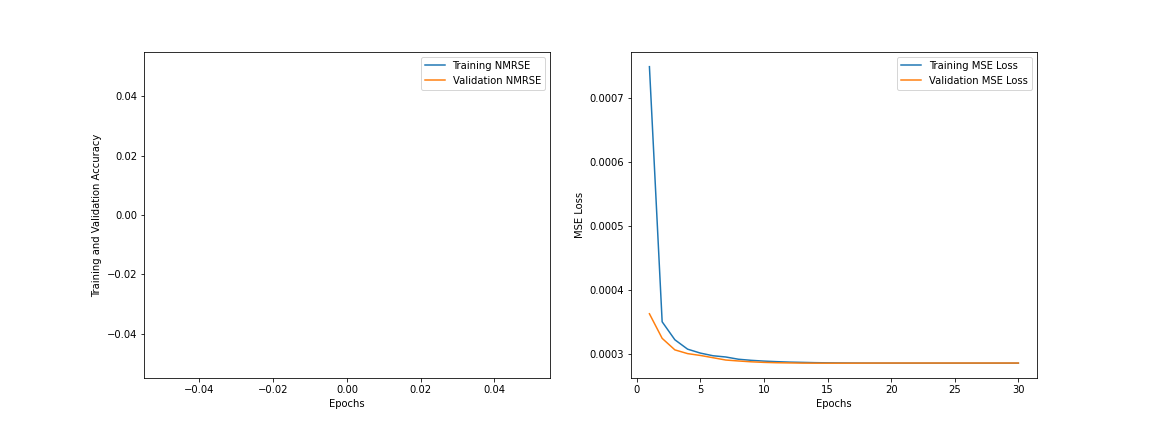 Training NMRSE
Validation NMRSE
0.04
0.02
0.00
−0.02
−0.04
Training and Validation Accuracy
−0.04
−0.02
0.00
0.02
0.04
Epochs
Training MSE Loss
Validation MSE Loss
0.0007
0.0006
0.0005
0.0004
0.0003
MSE Loss
0
5
10
15
20
25
30
Epochs